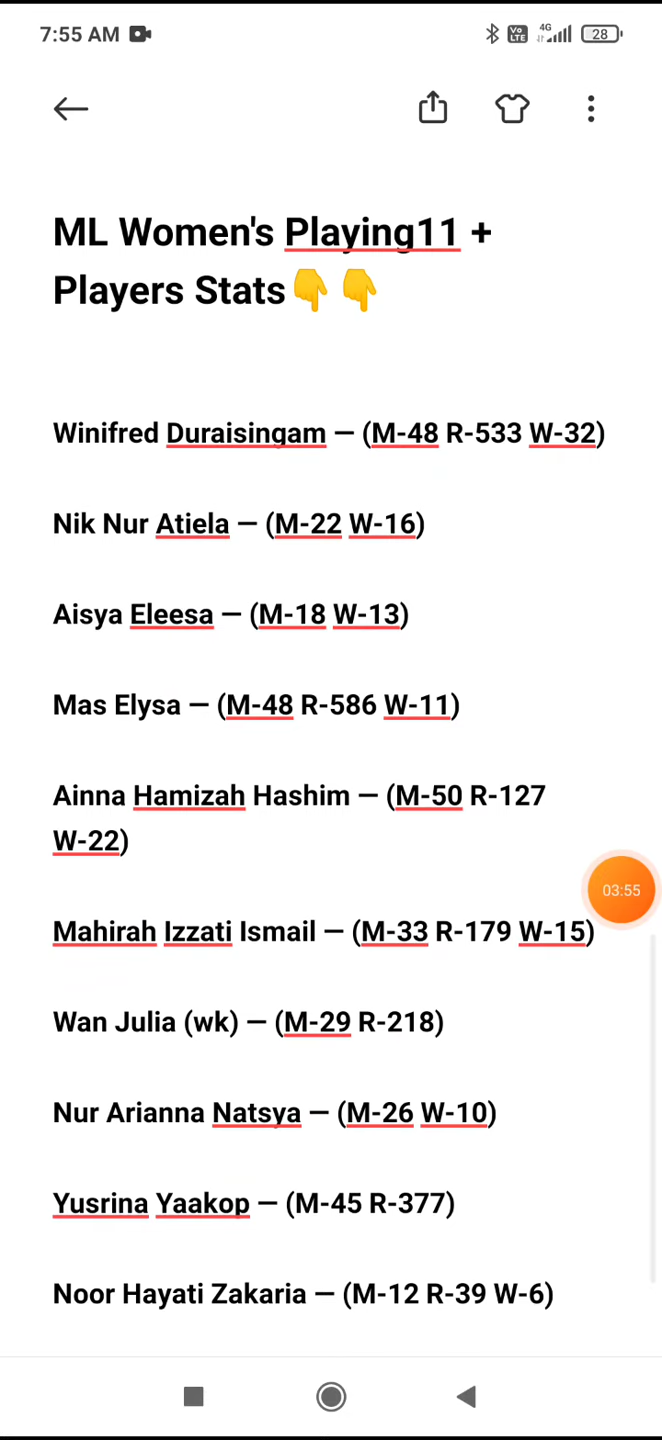 7:55 AM
Vo LTE 4G 28
ML Women's Playing11 +
Players Stats👇👇
Winifred Duraisingam — (M-48 R-533 W-32)
Nik Nur Atiela — (M-22 W-16)
Aisya Eleesa — (M-18 W-13)
Mas Elysa — (M-48 R-586 W-11)
Ainna Hamizah Hashim — (M-50 R-127
W-22)
03:55
Mahirah Izzati Ismail — (M-33 R-179 W-15)
Wan Julia (wk) — (M-29 R-218)
Nur Arianna Natsya — (M-26 W-10)
Yusrina Yaakop — (M-45 R-377)
Noor Hayati Zakaria — (M-12 R-39 W-6)